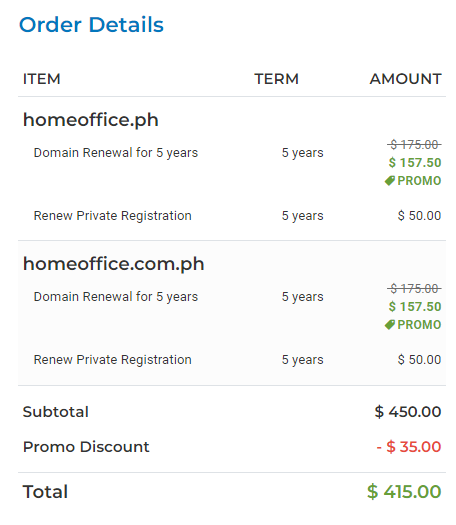 Order Details
ITEM TERM AMOUNT
homeoffice.ph
Domain Renewal for 5 years 5 years $ 175.00
$ 157.50
PROMO
Renew Private Registration 5 years $ 50.00
homeoffice.com.ph
Domain Renewal for 5 years 5 years $ 175.00
$ 157.50
PROMO
Renew Private Registration 5 years $ 50.00
Subtotal $ 450.00
Promo Discount - $ 35.00
Total $ 415.00